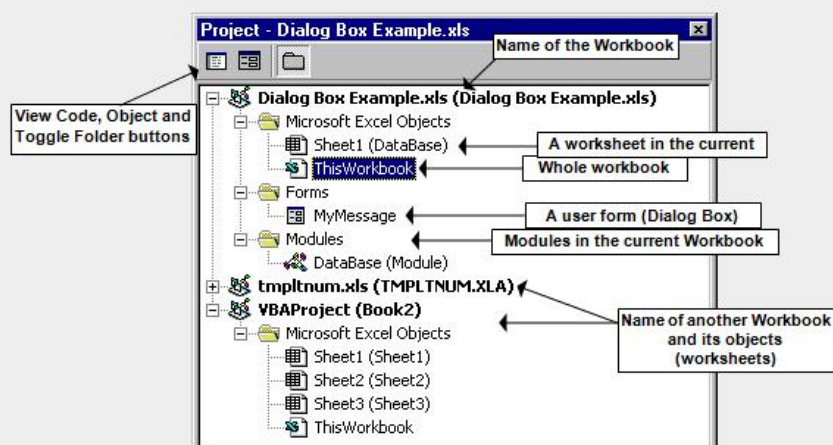 Project - Dialog Box Example.xls
Name of the Workbook
View Code, Object and
Toggle Folder buttons
Dialog Box Example.xls (Dialog Box Example.xls)
Microsoft Excel Objects
Sheet1 (DataBase)
A worksheet in the current
ThisWorkbook
Whole workbook
Forms
MyMessage
A user form (Dialog Box)
Modules
Modules in the current Workbook
DataBase (Module)
tmpltnum.xls (TMPLTNUM.XLA)
VBAProject (Book2)
Name of another Workbook
and its objects
(worksheets)
Microsoft Excel Objects
Sheet1 (Sheet1)
Sheet2 (Sheet2)
Sheet3 (Sheet3)
ThisWorkbook